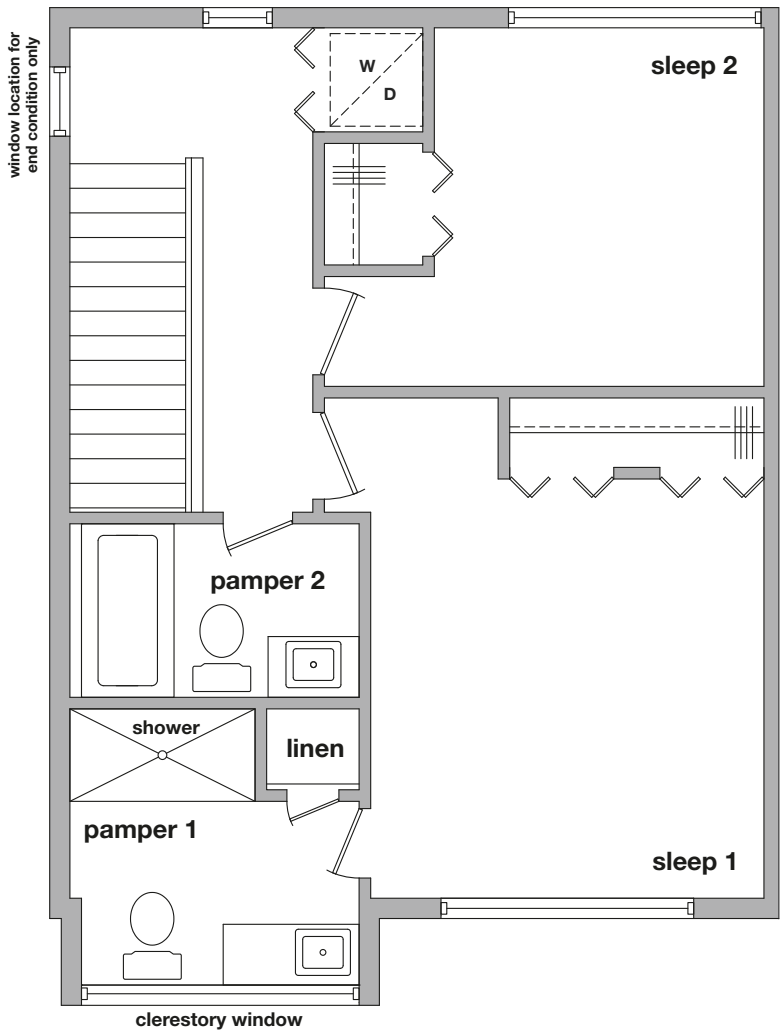 window location for
end condition only
W
D
sleep 2
pamper 2
shower
linen
pamper 1
sleep 1
clerestory window